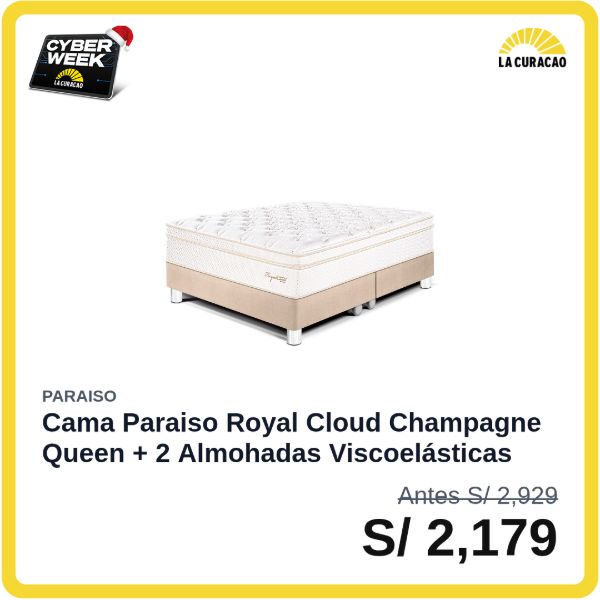 CYBER
WEEK
LA CURACAO
LA CURACAO
PARAISO
Cama Paraiso Royal Cloud Champagne
Queen + 2 Almohadas Viscoelásticas
Antes S/ 2,929
S/ 2,179